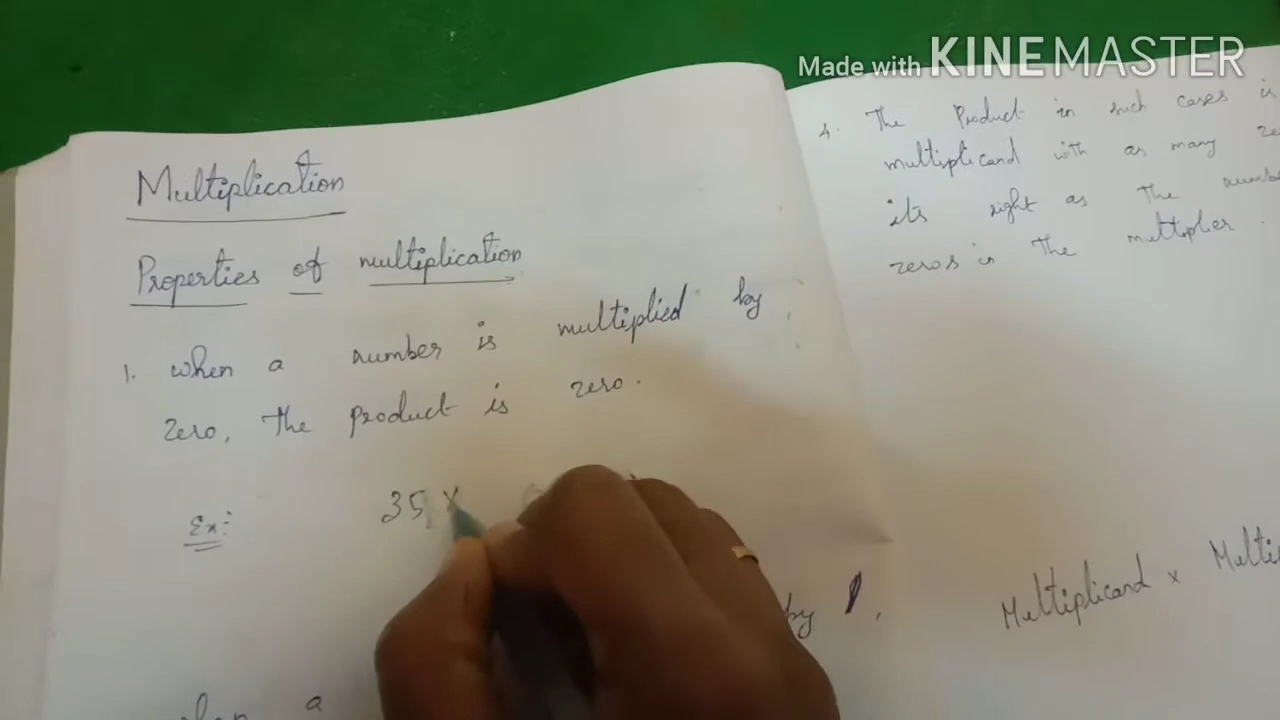 Made with KINEMASTER
Multiplication
Properties of multiplication
1. when a number is multiplied by
zero, the product is zero.
Ex:
35 ×
by 1,
a
4. The Product in such cases is
multiplicand with as many
its right as the
zeros in the multiplier.
Multiplicand ×